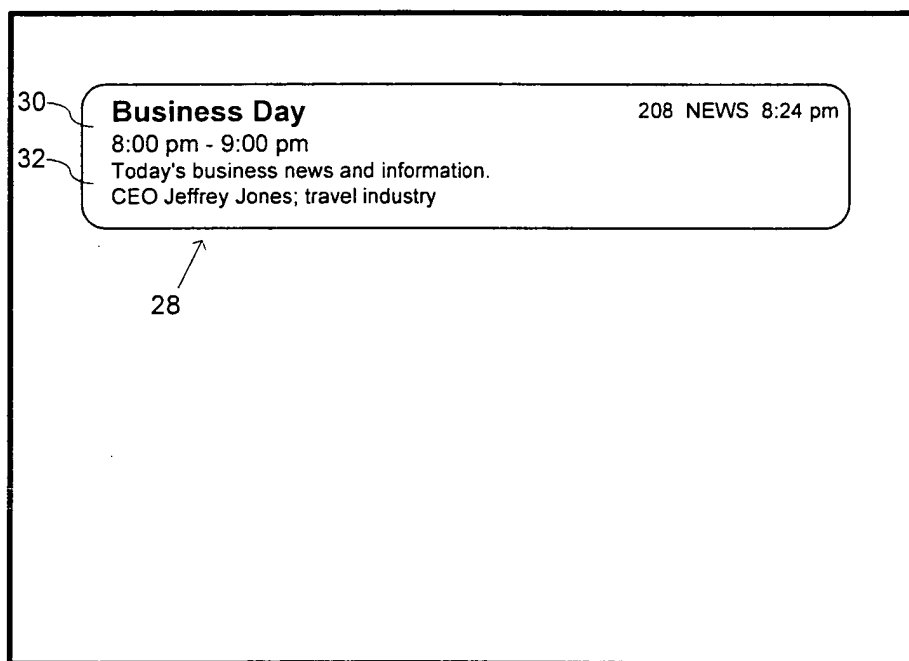 30
Business Day 208 NEWS 8:24 pm
8:00 pm - 9:00 pm
32
Today's business news and information.
CEO Jeffrey Jones; travel industry
28